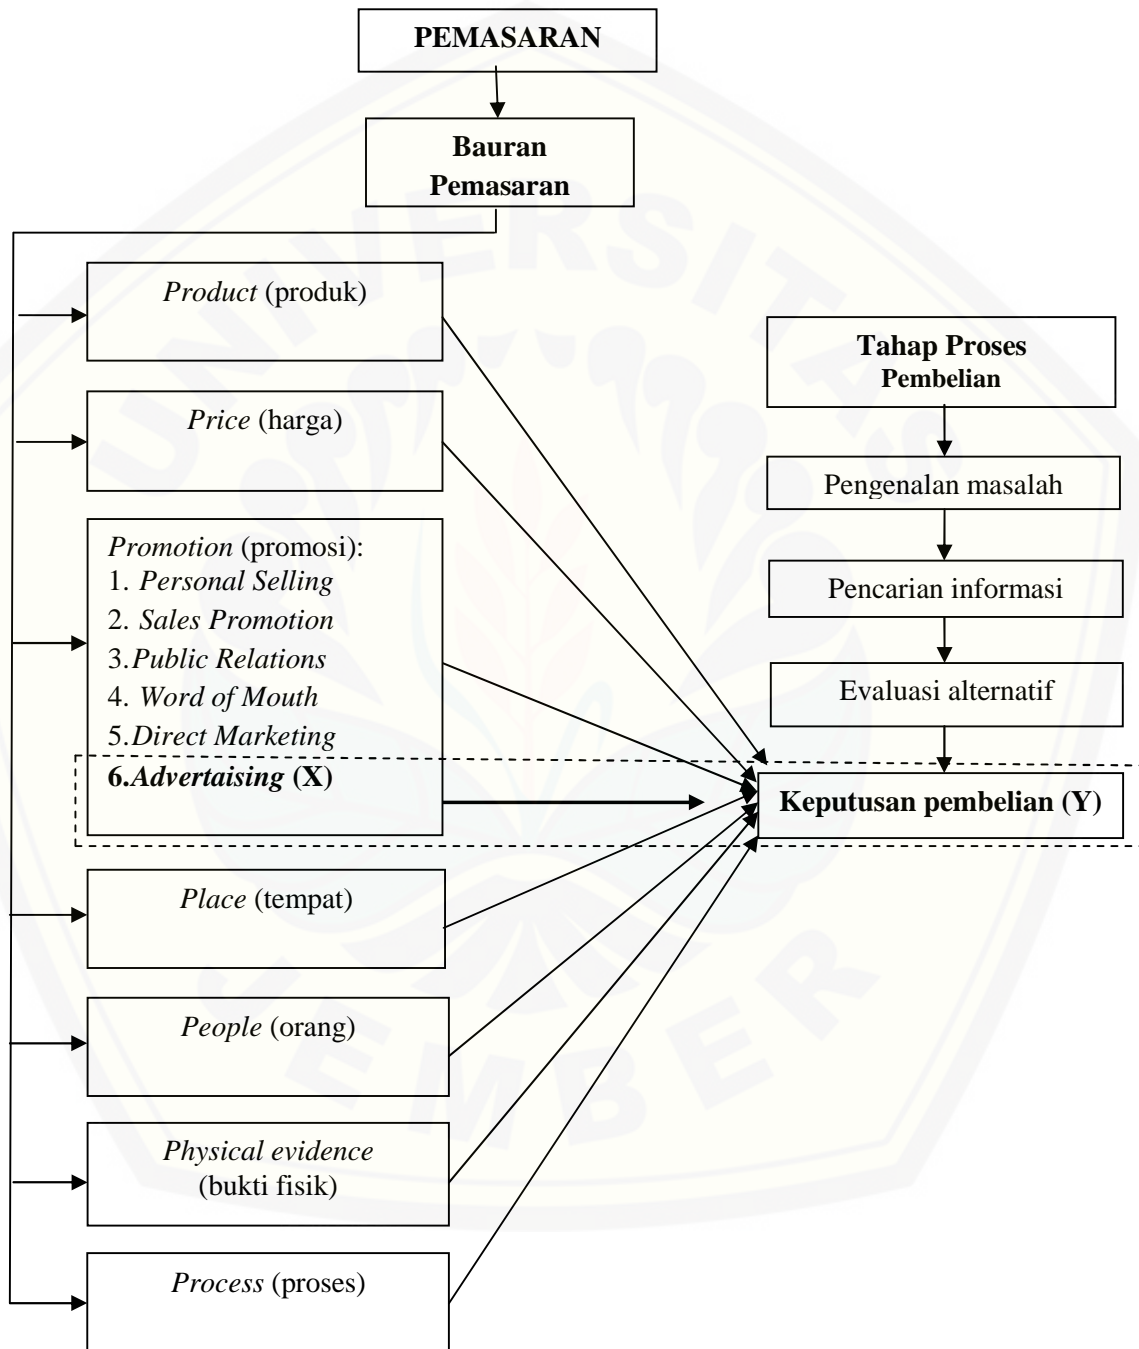 PEMASARAN
Bauran
Pemasaran
Product (produk)
Price (harga)
Promotion (promosi):
1. Personal Selling
2. Sales Promotion
3.Public Relations
4. Word of Mouth
5.Direct Marketing
6.Advertaising (X)
Place (tempat)
People (orang)
Physical evidence
(bukti fisik)
Process (proses)
Tahap Proses
Pembelian
Pengenalan masalah
Pencarian informasi
Evaluasi alternatif
Keputusan pembelian (Y)
UNIVERSITAS
JEMBER